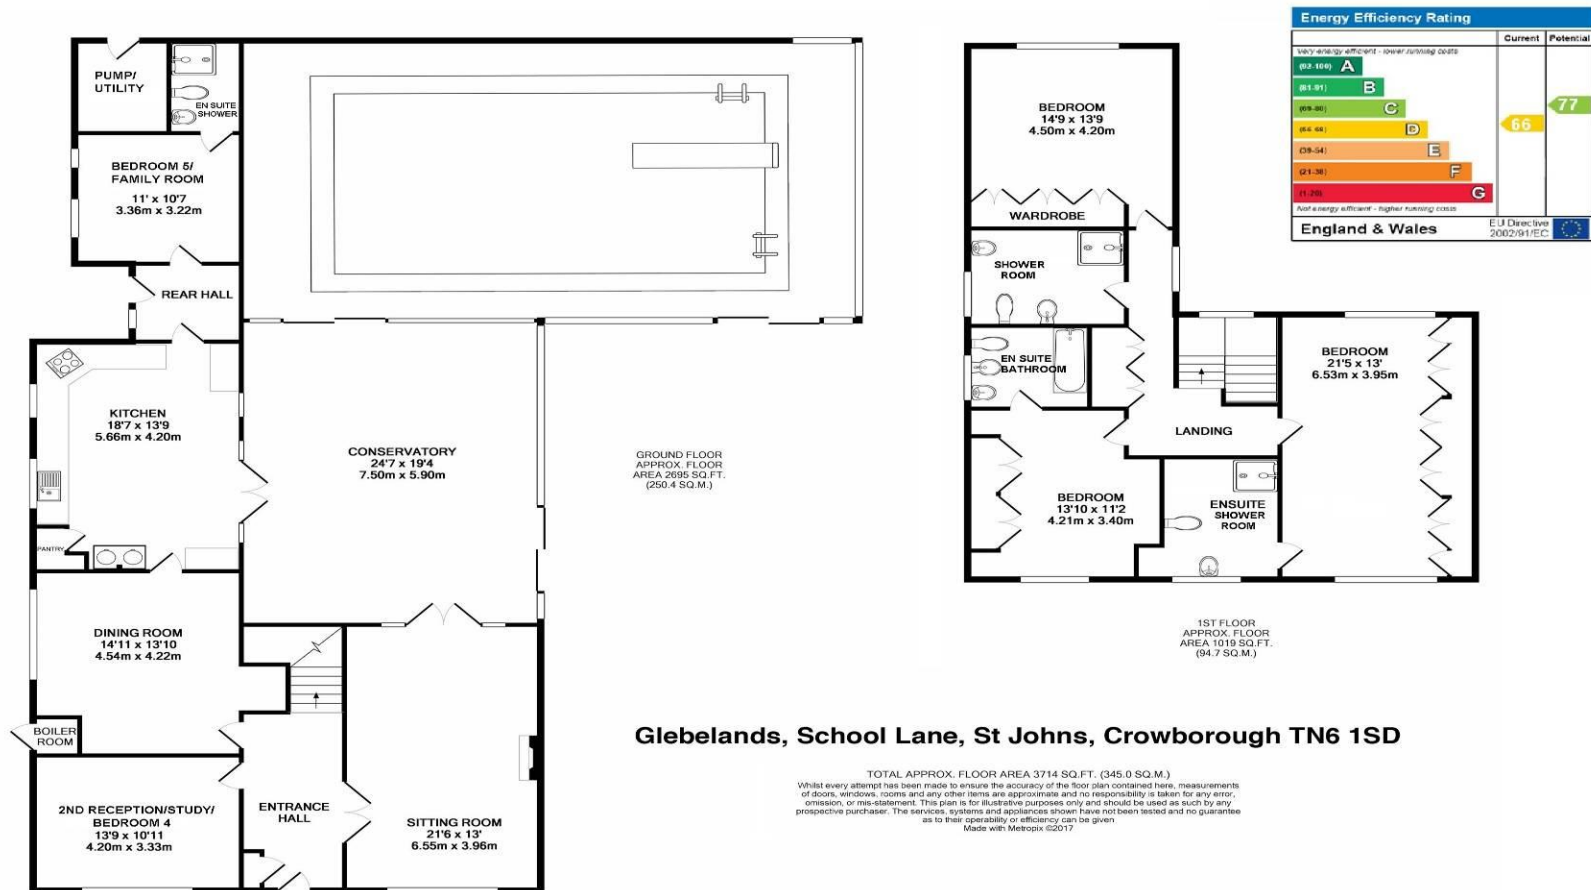 PUMP/
UTILITY
EN SUITE
SHOWER
BEDROOM 5/
FAMILY ROOM
11' x 10'7
3.36m x 3.22m
REAR HALL
KITCHEN
18'7 x 13'9
5.66m x 4.20m
PANTRY
CONSERVATORY
24'7 x 19'4
7.50m x 5.90m
DINING ROOM
14'11 x 13'10
4.54m x 4.22m
BOILER
ROOM
2ND RECEPTION/STUDY/
BEDROOM 4
13'9 x 10'11
4.20m x 3.33m
ENTRANCE
HALL
SITTING ROOM
21'6 x 13'
6.55m x 3.96m
GROUND FLOOR
APPROX. FLOOR
AREA 2695 SQ.FT.
(250.4 SQ.M.)
BEDROOM
14'9 x 13'9
4.50m x 4.20m
WARDROBE
SHOWER
ROOM
EN SUITE
BATHROOM
LANDING
BEDROOM
21'5 x 13'
6.53m x 3.95m
BEDROOM
13'10 x 11'2
4.21m x 3.40m
ENSUITE
SHOWER
ROOM
1ST FLOOR
APPROX. FLOOR
AREA 1019 SQ.FT.
(94.7 SQ.M.)
Energy Efficiency Rating
Current Potential
Very energy efficient - lower running costs
(92-100) A
(81-91) B
(69-80) C
D
(39-54) E
(21-38) F
(1-20) G
66
77
Not energy efficient - higher running costs
England & Wales
EU Directive
2002/91/EC
Glebelands, School Lane, St Johns, Crowborough TN6 1SD
TOTAL APPROX. FLOOR AREA 3714 SQ.FT. (345.0 SQ.M.)
Whilst every attempt has been made to ensure the accuracy of the floor plan contained here, measurements
of doors, windows, rooms and any other items are approximate and no responsibility is taken for any error,
omission, or mis-statement. This plan is for illustrative purposes only and should be used as such by any
prospective purchaser. The services, systems and appliances shown have not been tested and no guarantee
as to their operability or efficiency can be given
Made with Metropix ©2017